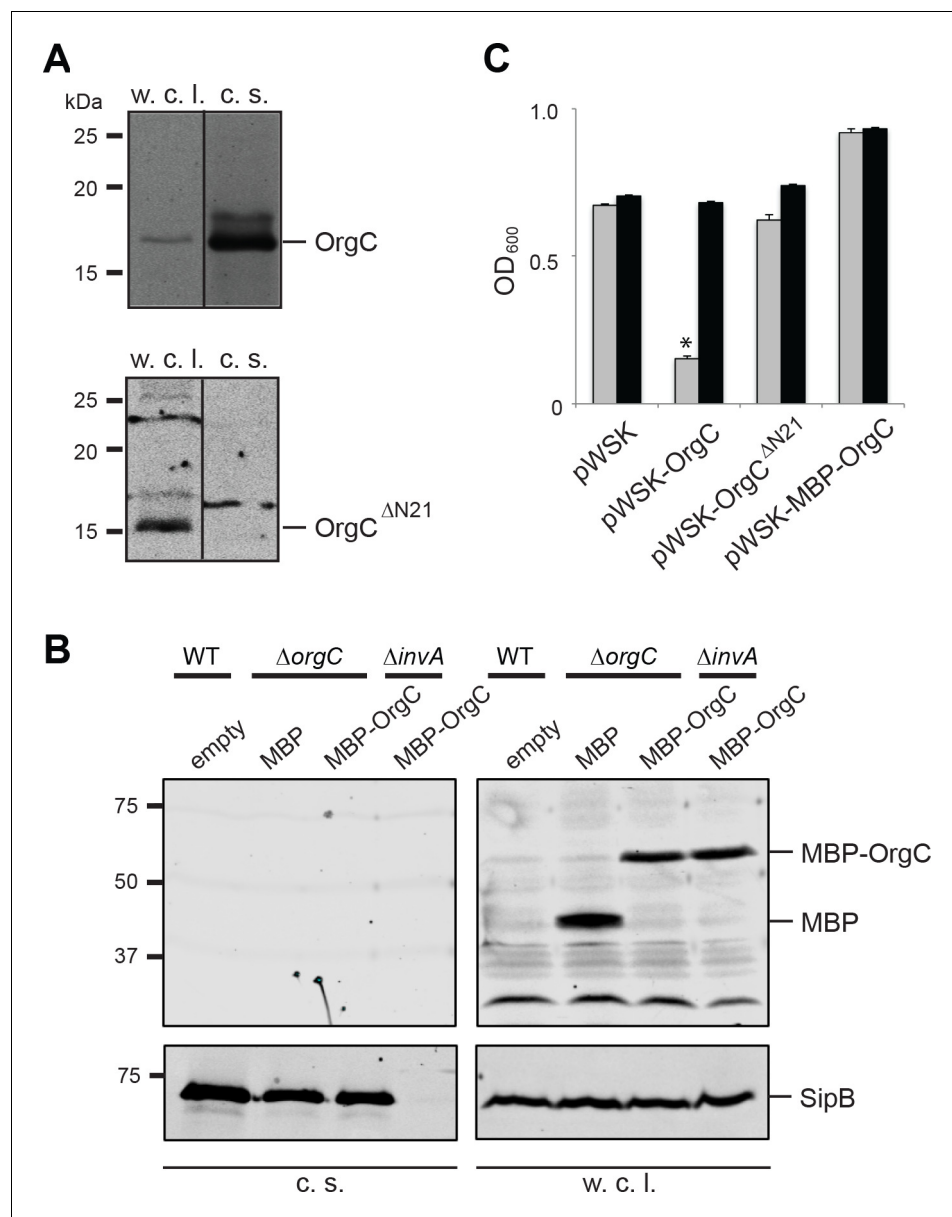 A
kDa
w. c. l. c. s.
25
20
15
OrgC
w. c. l. c. s.
25
20
15
OrgC ΔN21
C
OD600
1.0
0.5
0
*
pWSK
pWSK-OrgC
pWSK-OrgCΔN21
pWSK-MBP-OrgC
B
WT ΔorgC ΔinvA WT ΔorgC ΔinvA
empty MBP MBP-OrgC MBP-OrgC empty MBP MBP-OrgC MBP-OrgC
75
50
37
MBP-OrgC
MBP
75
SipB
c. s. w. c. l.